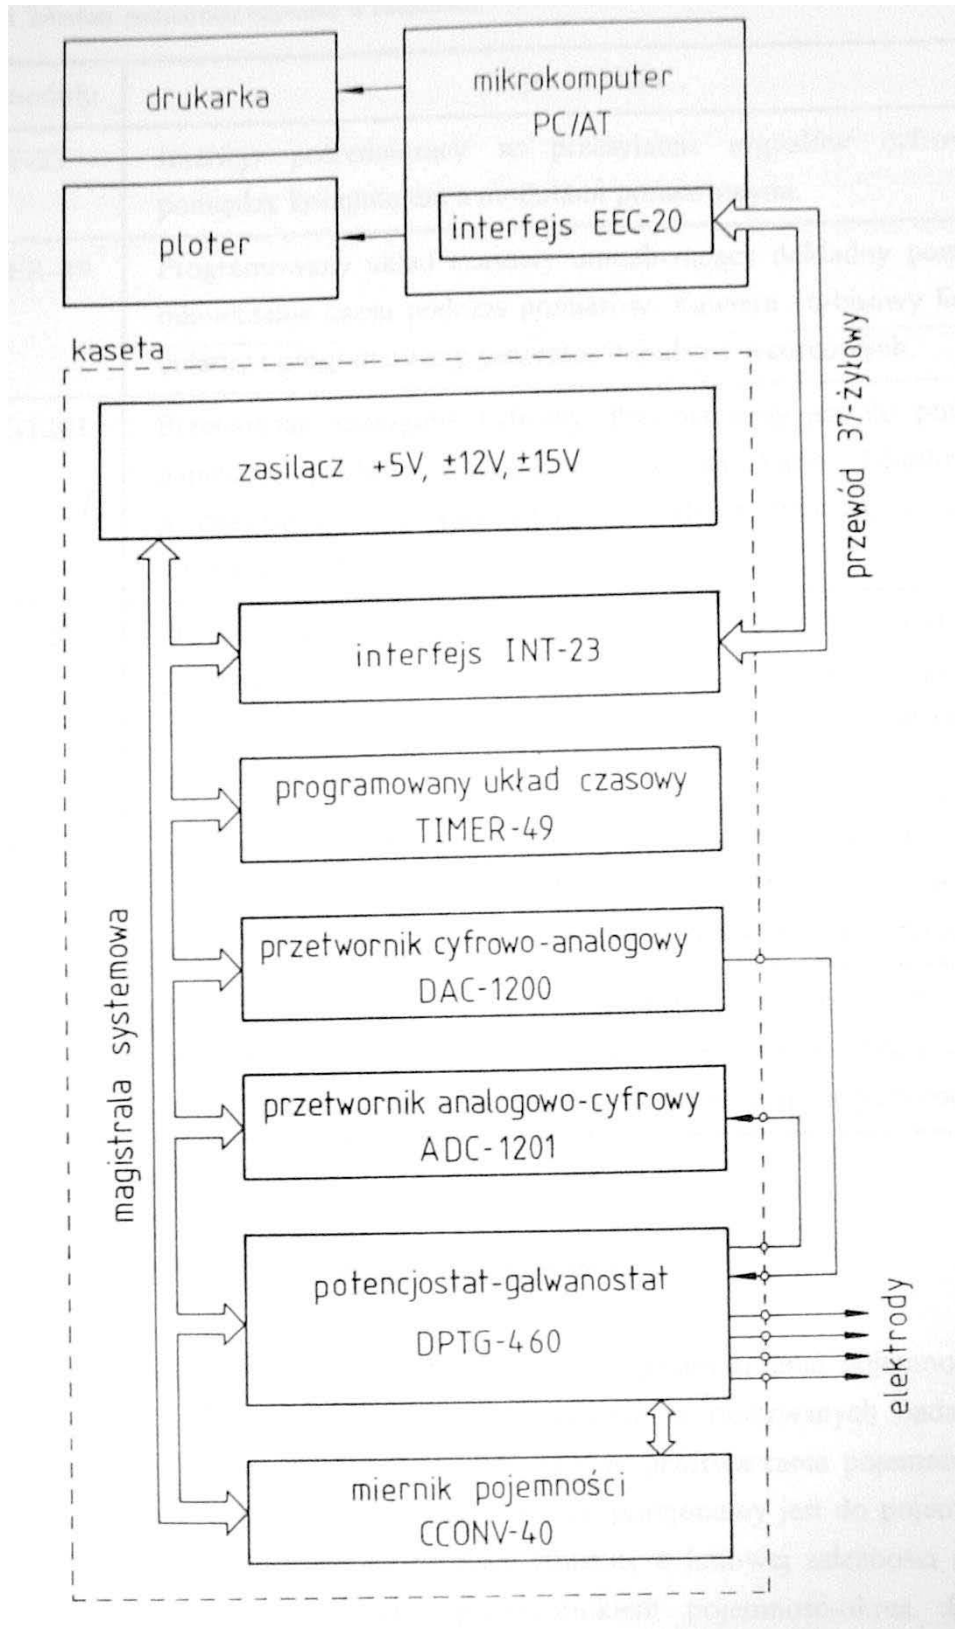 drukarka
mikrokomputer
PC/AT
ploter
interfejs EEC-20
kaseta
zasilacz +5V, ±12V, ±15V
przewód 37-żyłowy
interfejs INT-23
programowany układ czasowy
TIMER-49
magistrala systemowa
przetwornik cyfrowo-analogowy
DAC-1200
przetwornik analogowo-cyfrowy
ADC-1201
potencjostat-galwanostat
DPTG-460
elektrody
miernik pojemności
CCONV-40